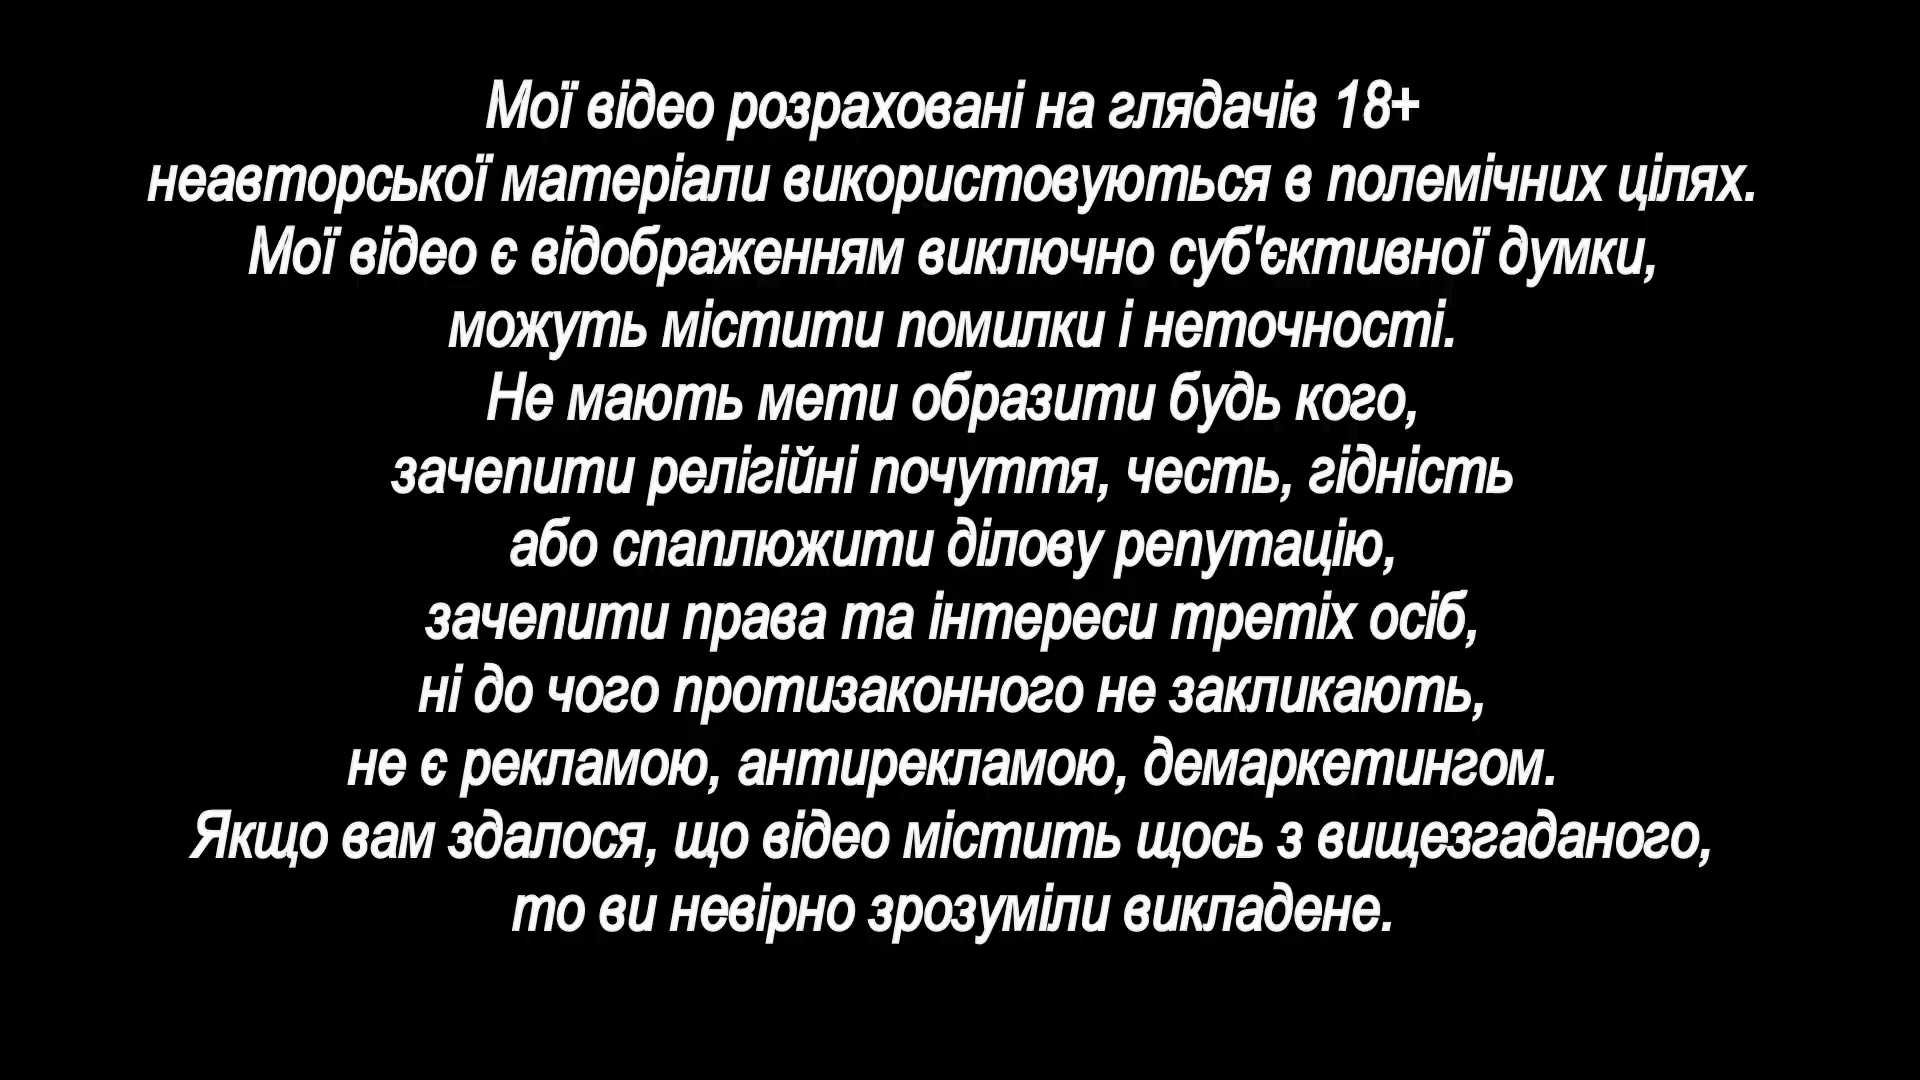 Мої відео розраховані на глядачів 18+
неавторської матеріали використовуються в полемічних цілях.
Мої відео є відображенням виключно суб'єктивної думки,
можуть містити помилки і неточності.
Не мають мети образити будь кого,
зачепити релігійні почуття, честь, гідність
або спаплюжити ділову репутацію,
зачепити права та інтереси третіх осіб,
ні до чого протизаконного не закликають,
не є рекламою, антирекламою, демаркетингом.
Якщо вам здалося, що відео містить щось з вищезгаданого,
то ви невірно зрозуміли викладене.